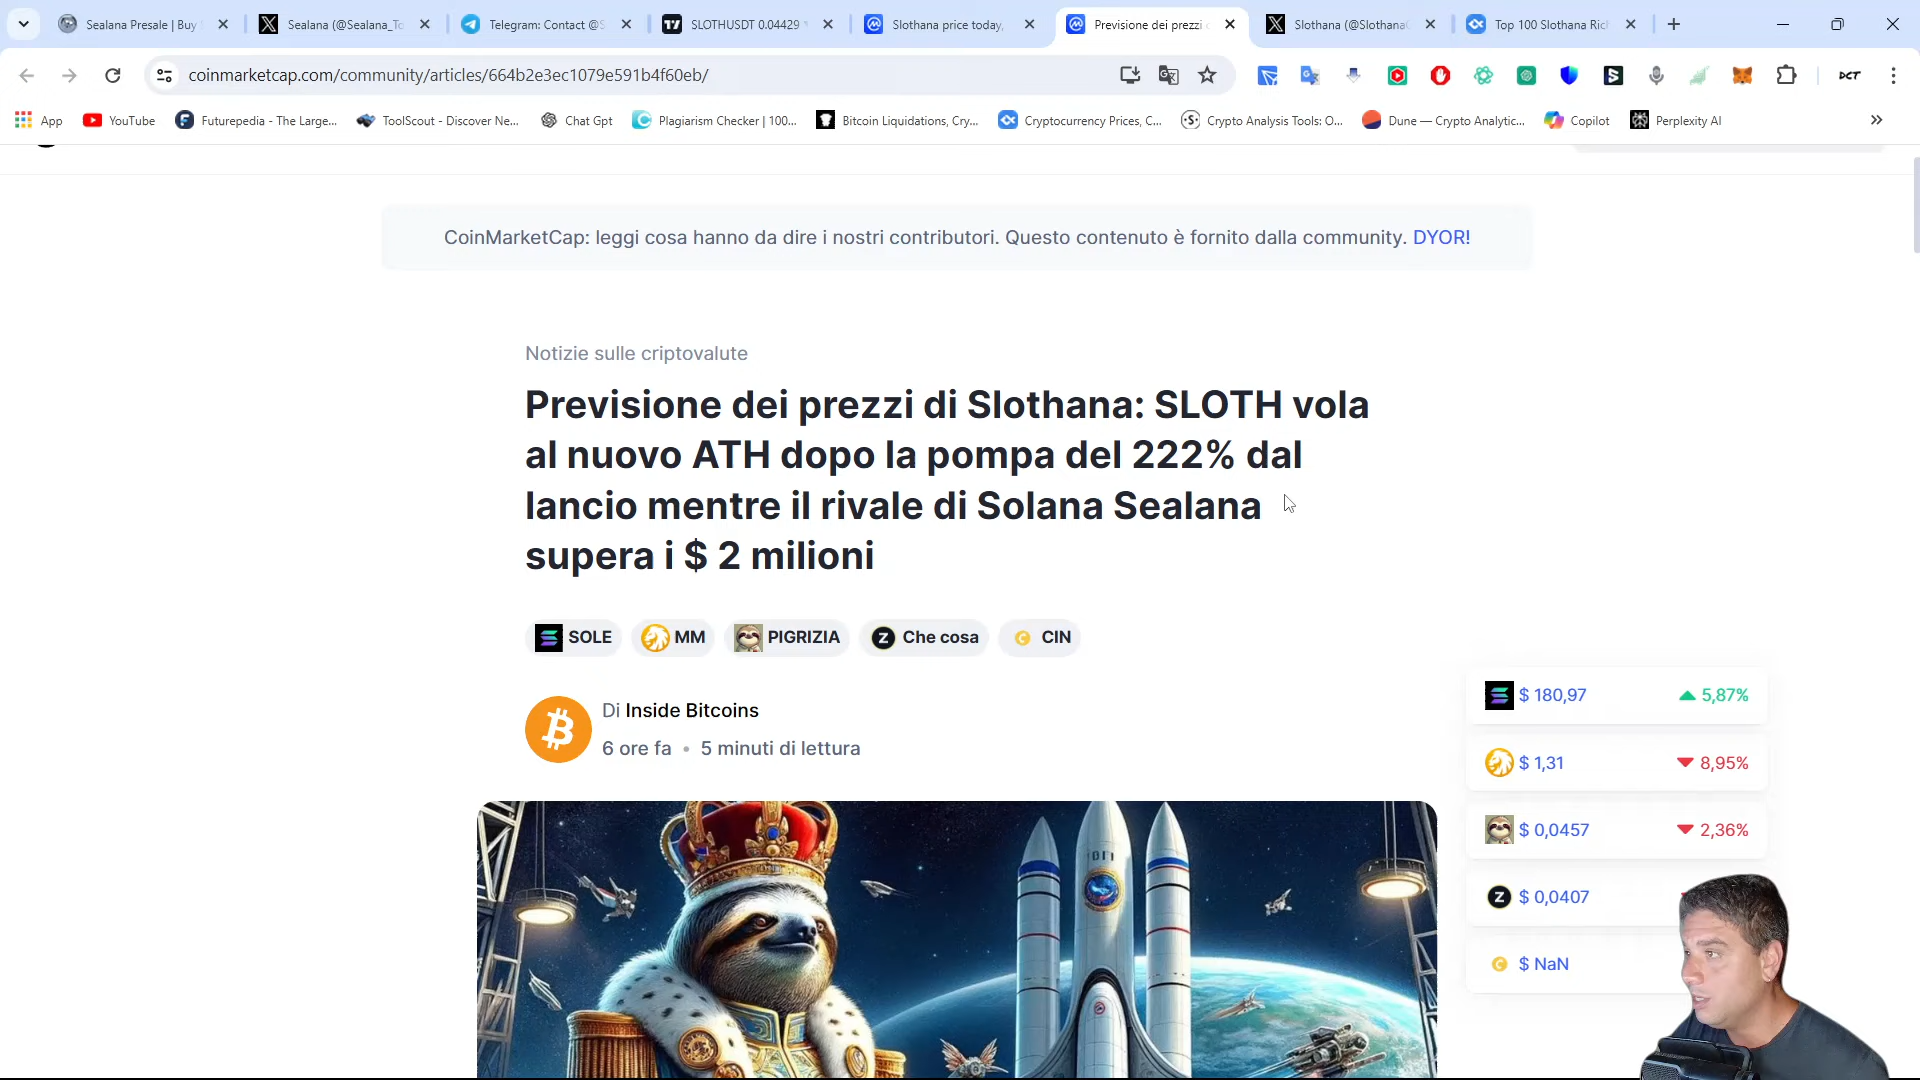 Sealana Presale | Buy
Sealana (@Sealana_To
Telegram: Contact @S
SLOTHUSDT 0.04429
Slothana price today,
Previsione dei prezzi
Slothana (@Slothana
Top 100 Slothana Ric
coinmarketcap.com/community/articles/664b2e3ec1079e591b4f60eb/
App
YouTube
Futurepedia - The Large...
ToolScout - Discover Ne...
Chat Gpt
Plagiarism Checker | 100...
Bitcoin Liquidations, Cry...
Cryptocurrency Prices, C...
Crypto Analysis Tools: O...
Dune — Crypto Analytic...
Copilot
Perplexity AI
CoinMarketCap: leggi cosa hanno da dire i nostri contributori. Questo contenuto è fornito dalla community. DYOR!
Notizie sulle criptovalute
Previsione dei prezzi di Slothana: SLOTH vola
al nuovo ATH dopo la pompa del 222% dal
lancio mentre il rivale di Solana Sealana
supera i $ 2 milioni
SOLE
MM
PIGRIZIA
Che cosa
CIN
Di Inside Bitcoins
6 ore fa • 5 minuti di lettura
$ 180,97 5,87%
$ 1,31 8,95%
$ 0,0457 2,36%
$ 0,0407
$ NaN